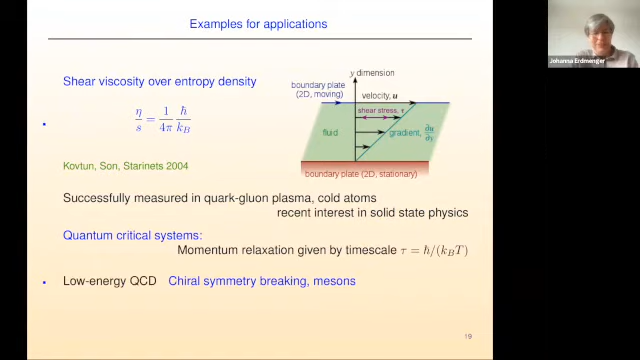 Examples for applications
Johanna Erdmenger
Shear viscosity over entropy density
η/s = 1/4π ħ/k_B
Kovtun, Son, Starinets 2004
y dimension
boundary plate
(2D, moving)
velocity, u
shear stress, τ
fluid
gradient, ∂u/∂y
boundary plate (2D, stationary)
Successfully measured in quark-gluon plasma, cold atoms
recent interest in solid state physics
Quantum critical systems:
Momentum relaxation given by timescale τ = ħ/(k_B T)
• Low-energy QCD Chiral symmetry breaking, mesons
19